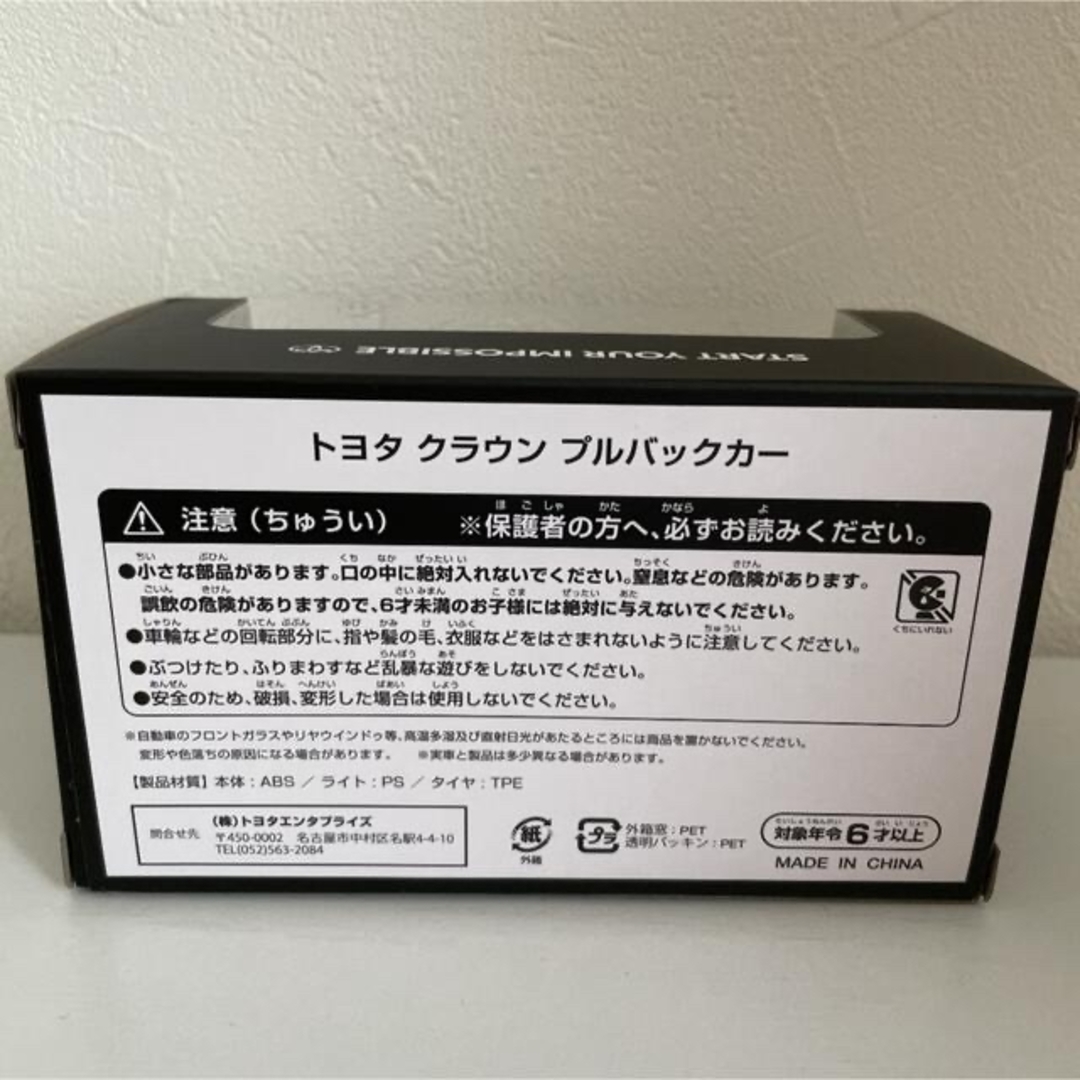 START YOUR IMPOSSIBLE
トヨタ クラウン プルバックカー
注意（ちゅうい） ※保護者の方へ、必ずお読みください。
●小さな部品があります。口の中に絶対入れないでください。窒息などの危険があります。
誤飲の危険がありますので、6才未満のお子様には絶対に与えないでください。
●車輪などの回転部分に、指や髪の毛、衣服などをはさまれないように注意してください。
●ぶつけたり、ふりまわすなど乱暴な遊びをしないでください。
●安全のため、破損、変形した場合は使用しないでください。
くちにいれない
※自動車のフロントガラスやリヤウインドゥ等、高温多湿及び直射日光があたるところには商品を置かないでください。
変形や色落ちの原因になる場合があります。 ※実車と製品は多少異なる場合があります。
【製品材質】本体：ABS ／ ライト：PS ／ タイヤ：TPE
問合せ先
（株）トヨタエンタプライズ
〒450-0002 名古屋市中村区名駅4-4-10
TEL(052)563-2084
紙
外箱
プラ
外箱窓：PET
透明パッキン：PET
対象年令6才以上
MADE IN CHINA